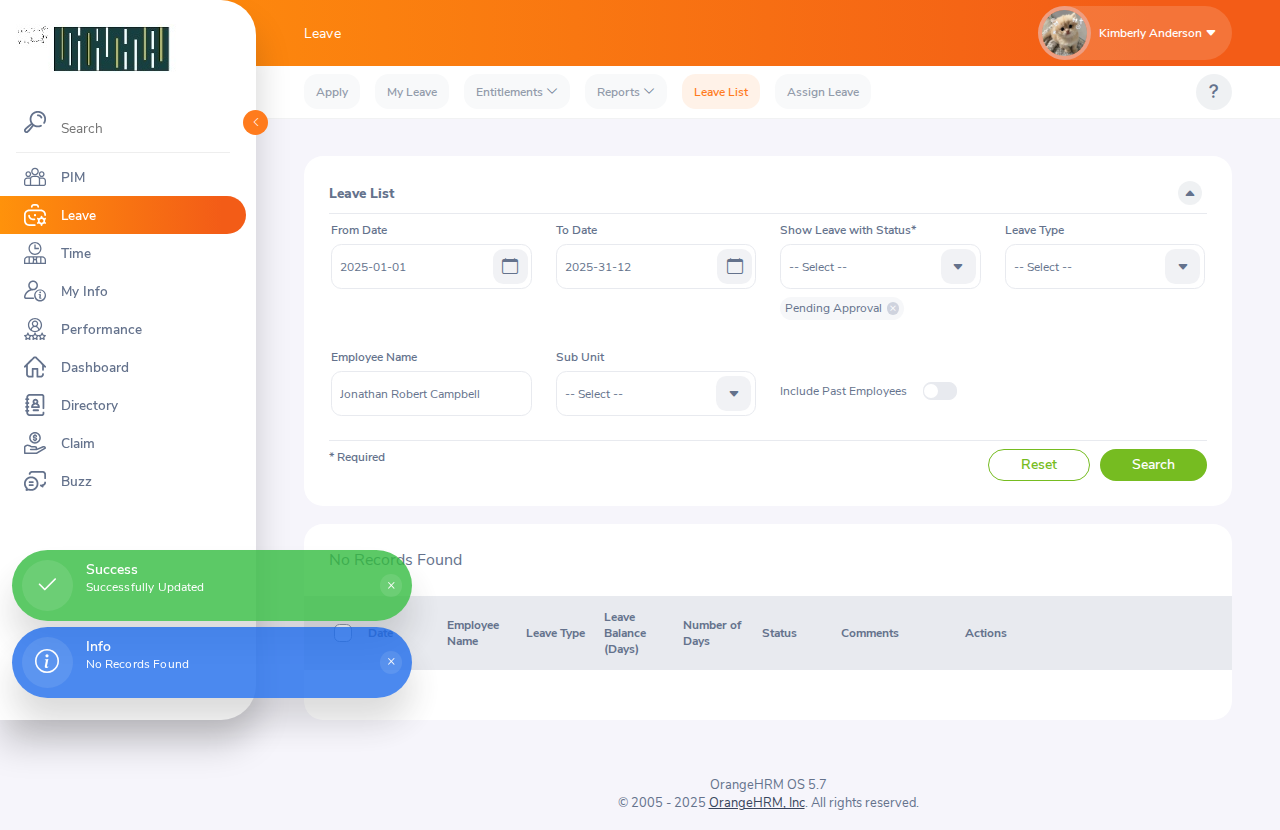 Leave
Kimberly Anderson
Apply
My Leave
Entitlements
Reports
Leave List
Assign Leave
?
Search
PIM
Leave
Time
My Info
Performance
Dashboard
Directory
Claim
Buzz
Leave List
From Date
To Date
Show Leave with Status*
Leave Type
2025-01-01
2025-31-12
-- Select --
-- Select --
Pending Approval
Employee Name
Sub Unit
Jonathan Robert Campbell
-- Select --
Include Past Employees
* Required
Reset
Search
No Records Found
Success
Successfully Updated
Info
No Records Found
Date
Employee Name
Leave Type
Leave Balance (Days)
Number of Days
Status
Comments
Actions
OrangeHRM OS 5.7
© 2005 - 2025 OrangeHRM, Inc. All rights reserved.